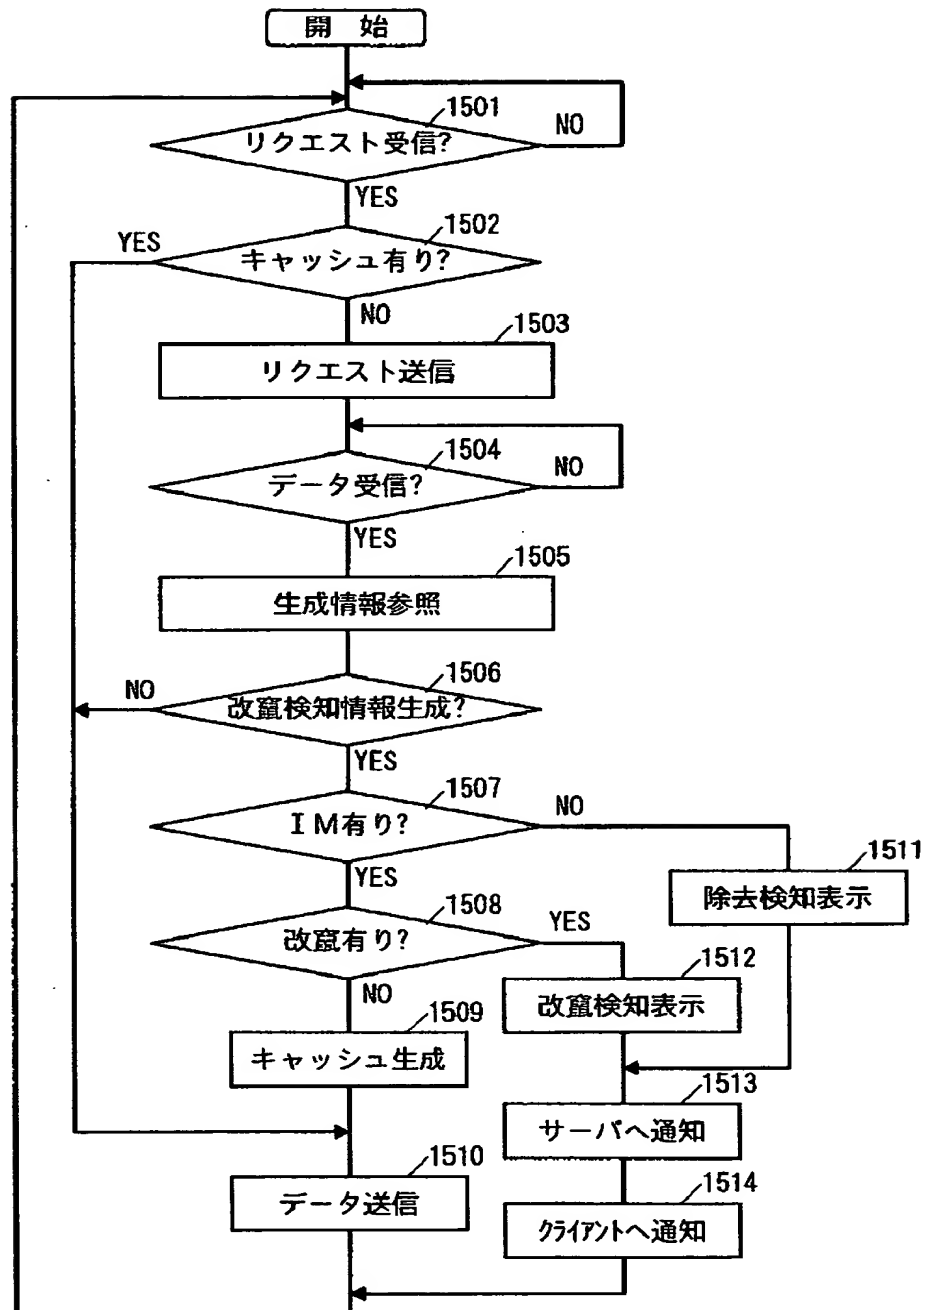 開 始
1501
リクエスト受信?
NO
YES
1502
キャッシュ有り?
YES
NO
1503
リクエスト送信
1504
データ受信?
NO
YES
1505
生成情報参照
1506
改竄検知情報生成?
NO
YES
1507
ＩＭ有り?
NO
YES
1511
除去検知表示
1508
改竄有り?
YES
NO
1512
改竄検知表示
1509
キャッシュ生成
1513
サーバへ通知
1510
データ送信
1514
クライアントへ通知